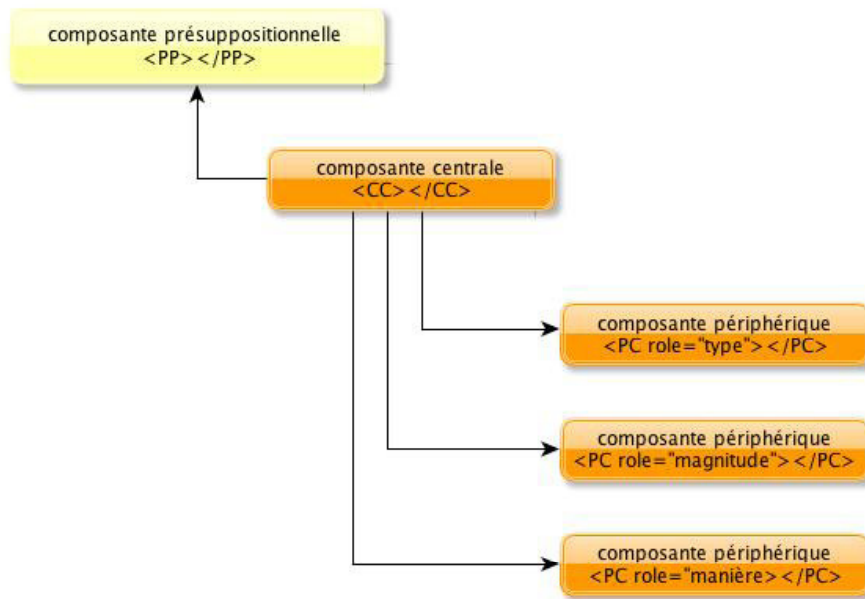 composante présuppositionnelle
<PP></PP>
composante centrale
<CC></CC>
composante périphérique
<PC role="type"></PC>
composante périphérique
<PC role="magnitude"></PC>
composante périphérique
<PC role="manière></PC>